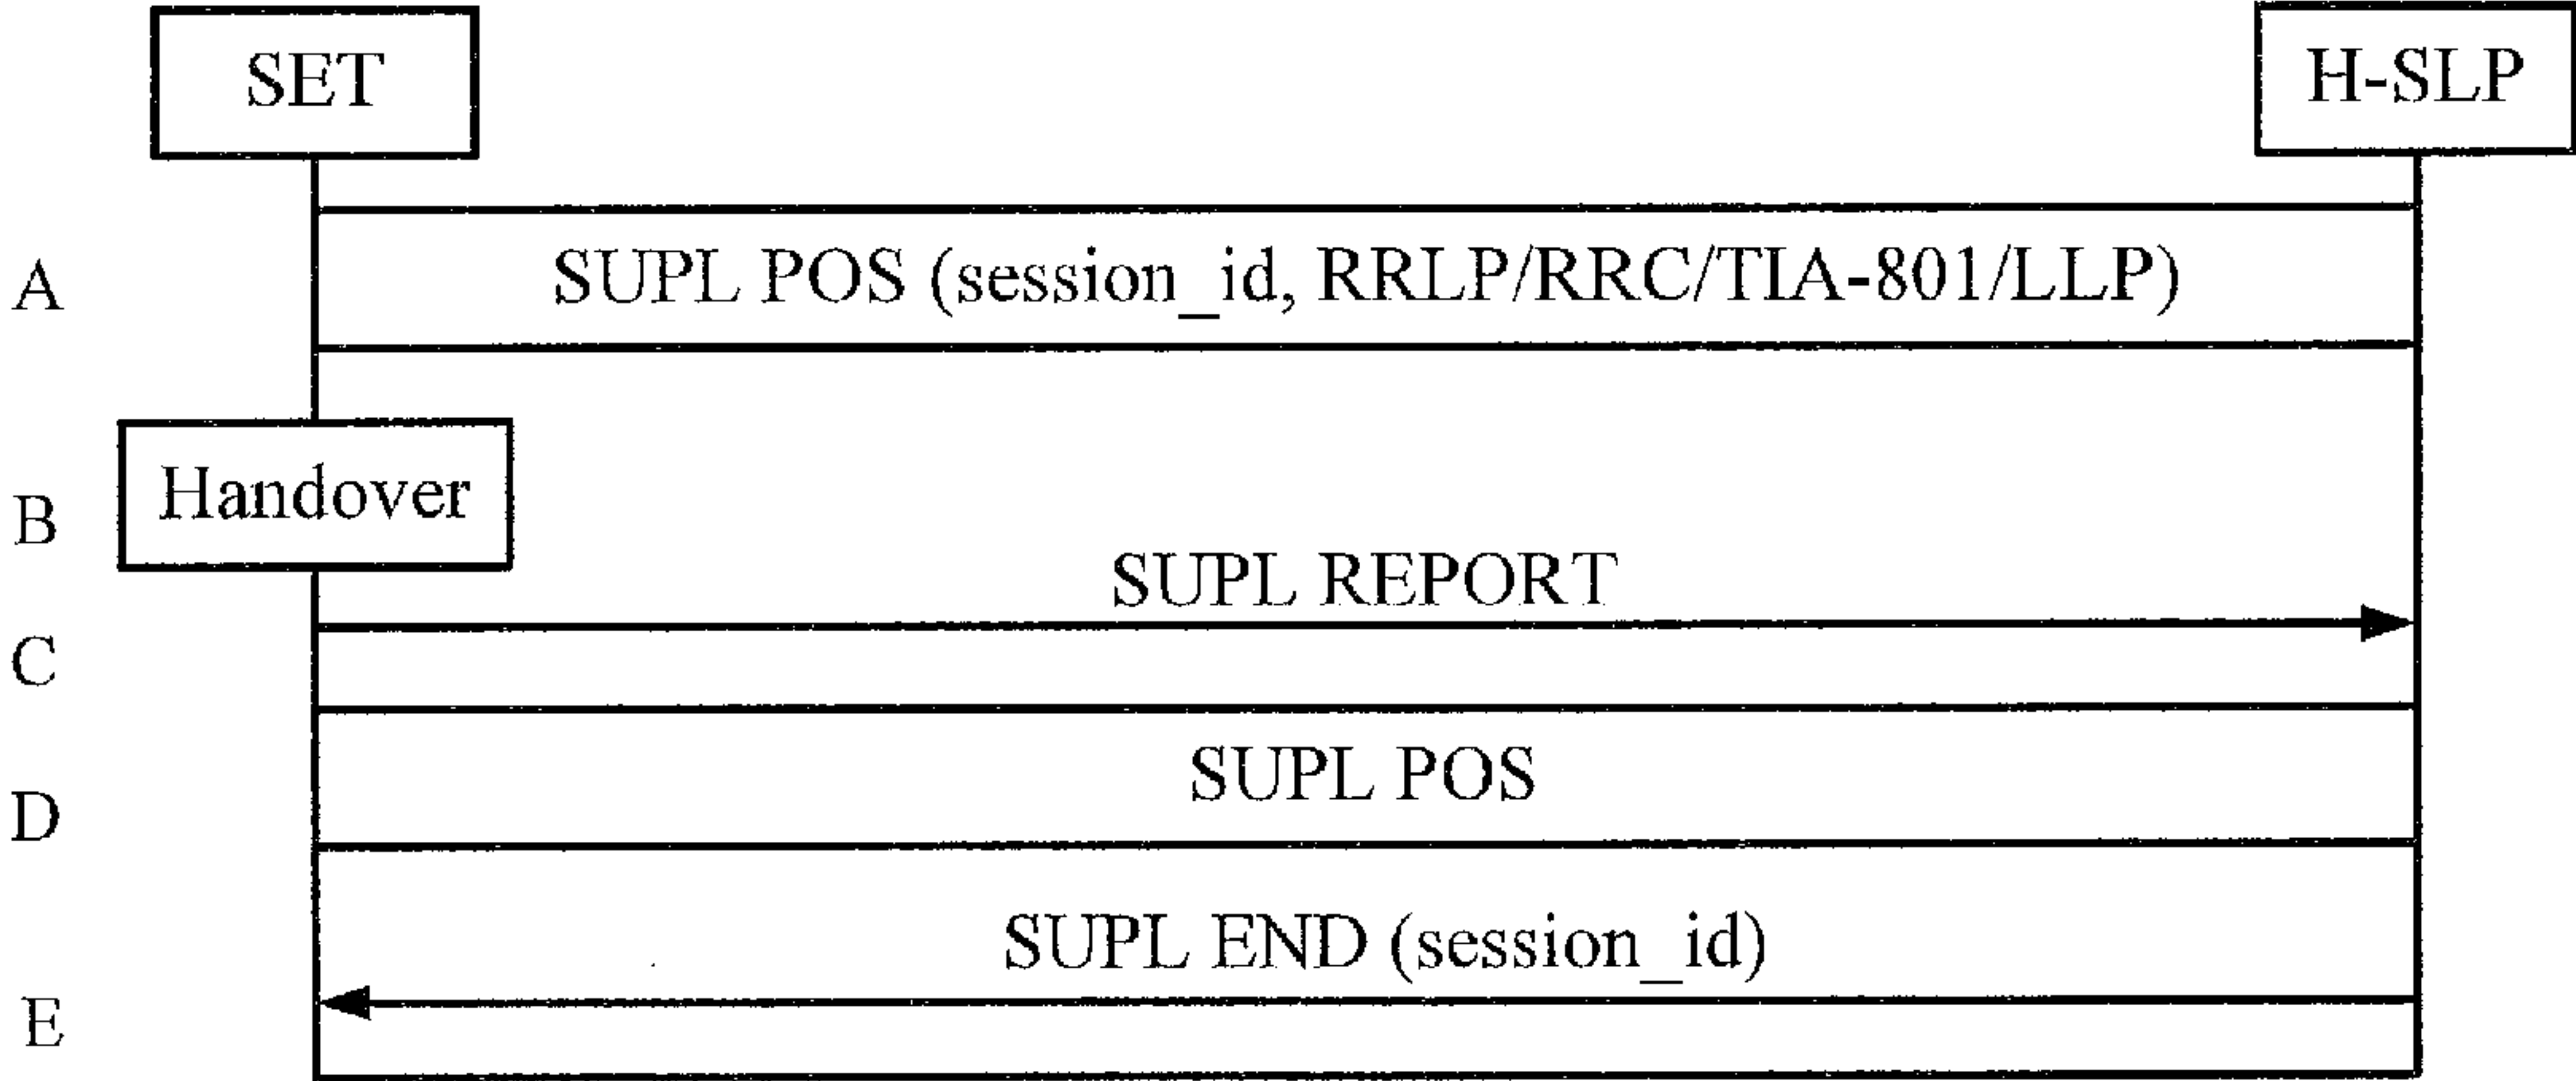 SET
H-SLP
A
SUPL POS (session_id, RRLP/RRC/TIA-801/LLP)
Handover
B
SUPL REPORT
C
SUPL POS
D
SUPL END (session_id)
E